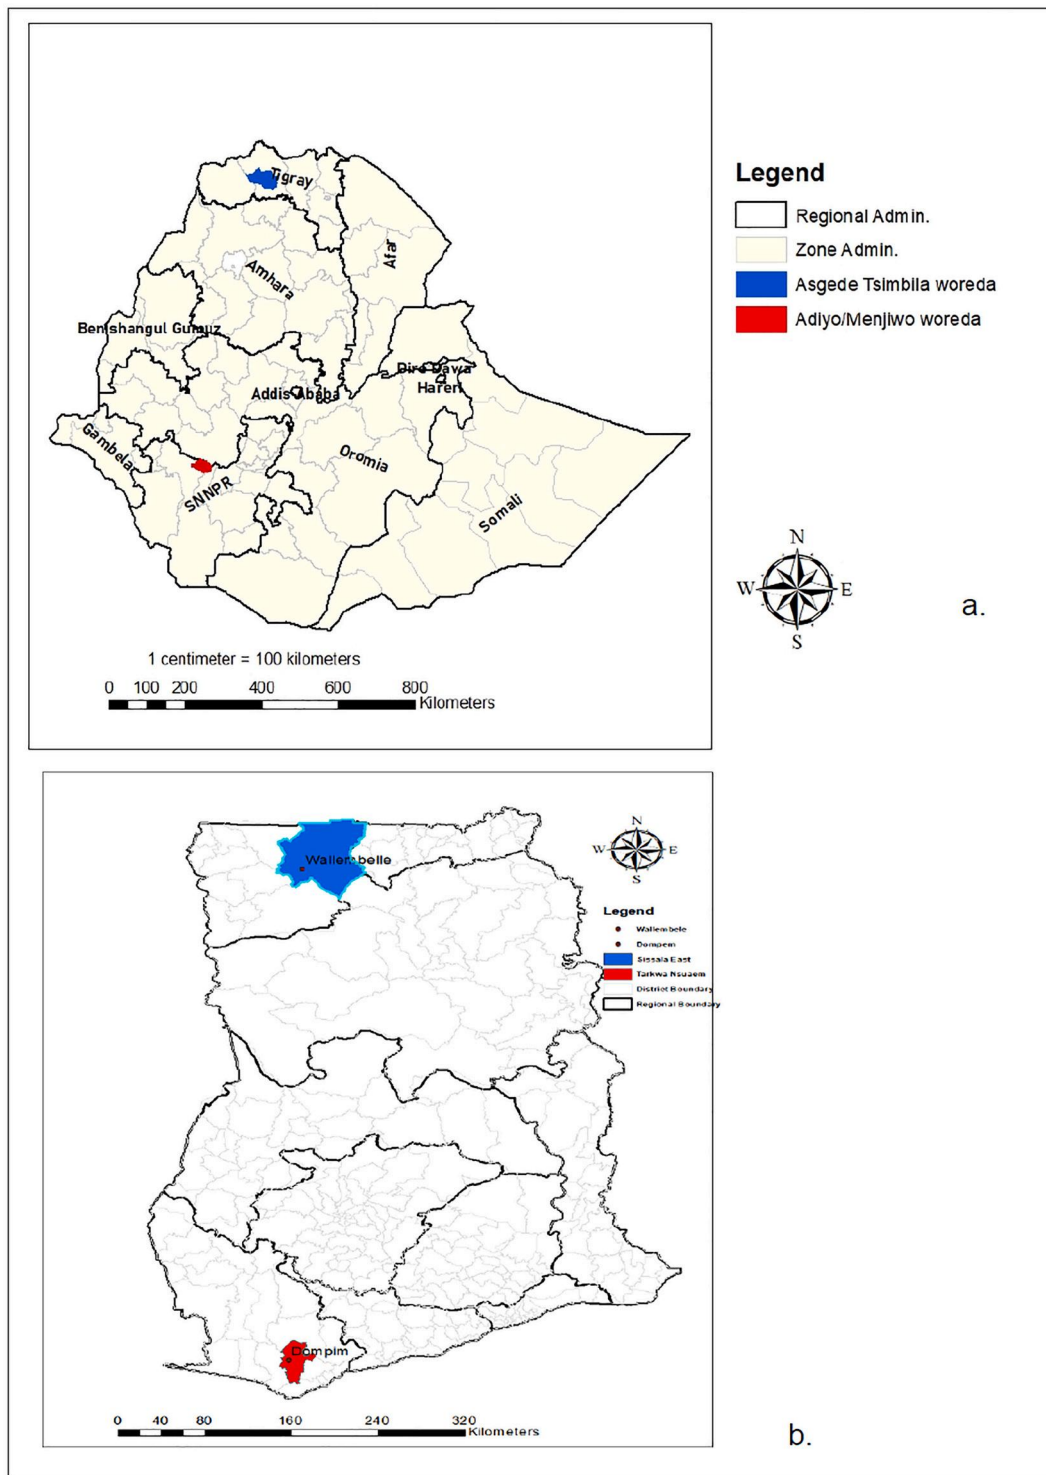 Legend
Regional Admin.
Zone Admin.
Asgede Tsimbila woreda
Adiyo/Menjiwo woreda
Tigray
Afar
Amhara
Benishangul Gumuz
Dire Dawa
Hareri
Addis Ababa
Gambelar
Oromia
SNNPR
Somali
N
W E
S
a.
1 centimeter = 100 kilometers
0 100 200 400 600 800
Kilometers
Wallembelle
N
W E
S
Legend
Wallembele
Dompem
Sissala East
Tarkwa Nsuaem
District Boundary
Regional Boundary
Dompim
0 40 80 160 240 320
Kilometers
b.